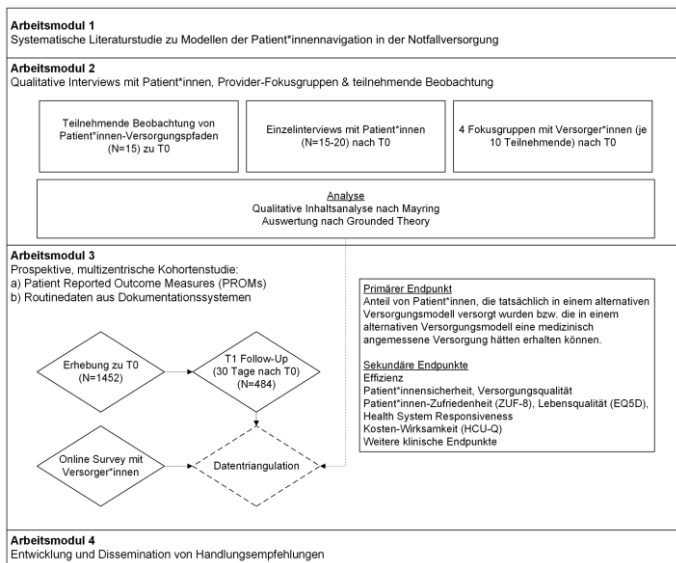 Arbeitsmodul 1
Systematische Literaturstudie zu Modellen der Patient*innennavigation in der Notfallversorgung
Arbeitsmodul 2
Qualitative Interviews mit Patient*innen, Provider-Fokusgruppen & teilnehmende Beobachtung
Teilnehmende Beobachtung von
Patient*innen-Versorgungspfaden
(N=15) zu T0
Einzelinterviews mit Patient*innen
(N=15-20) nach T0
4 Fokusgruppen mit Versorger*innen (je
10 Teilnehmende) nach T0
Analyse
Qualitative Inhaltsanalyse nach Mayring
Auswertung nach Grounded Theory
Arbeitsmodul 3
Prospektive, multizentrische Kohortenstudie:
a) Patient Reported Outcome Measures (PROMs)
b) Routinedaten aus Dokumentationssystemen
Erhebung zu T0
(N=1452)
T1 Follow-Up
(30 Tage nach T0)
(N=484)
Online Survey mit
Versorger*innen
Datentriangulation
Primärer Endpunkt
Anteil von Patient*innen, die tatsächlich in einem alternativen
Versorgungsmodell versorgt wurden bzw. die in einem
alternativen Versorgungsmodell eine medizinisch
angemessene Versorgung hätten erhalten können.
Sekundäre Endpunkte
Effizienz
Patient*innensicherheit, Versorgungsqualität
Patient*innen-Zufriedenheit (ZUF-8), Lebensqualität (EQ5D),
Health System Responsiveness
Kosten-Wirksamkeit (HCU-Q)
Weitere klinische Endpunkte
Arbeitsmodul 4
Entwicklung und Dissemination von Handlungsempfehlungen